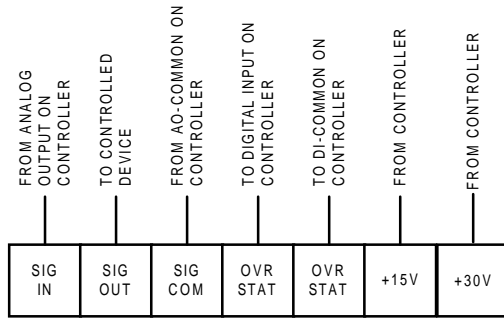 FROM ANALOG
OUTPUT ON
CONTROLLER
TO CONTROLLED
DEVICE
FROM AO-COMMON ON
CONTROLLER
TO DIGITAL INPUT ON
CONTROLLER
TO DI-COMMON ON
CONTROLLER
FROM CONTROLLER
FROM CONTROLLER
SIG
IN
SIG
OUT
SIG
COM
OVR
STAT
OVR
STAT
+15V
+30V